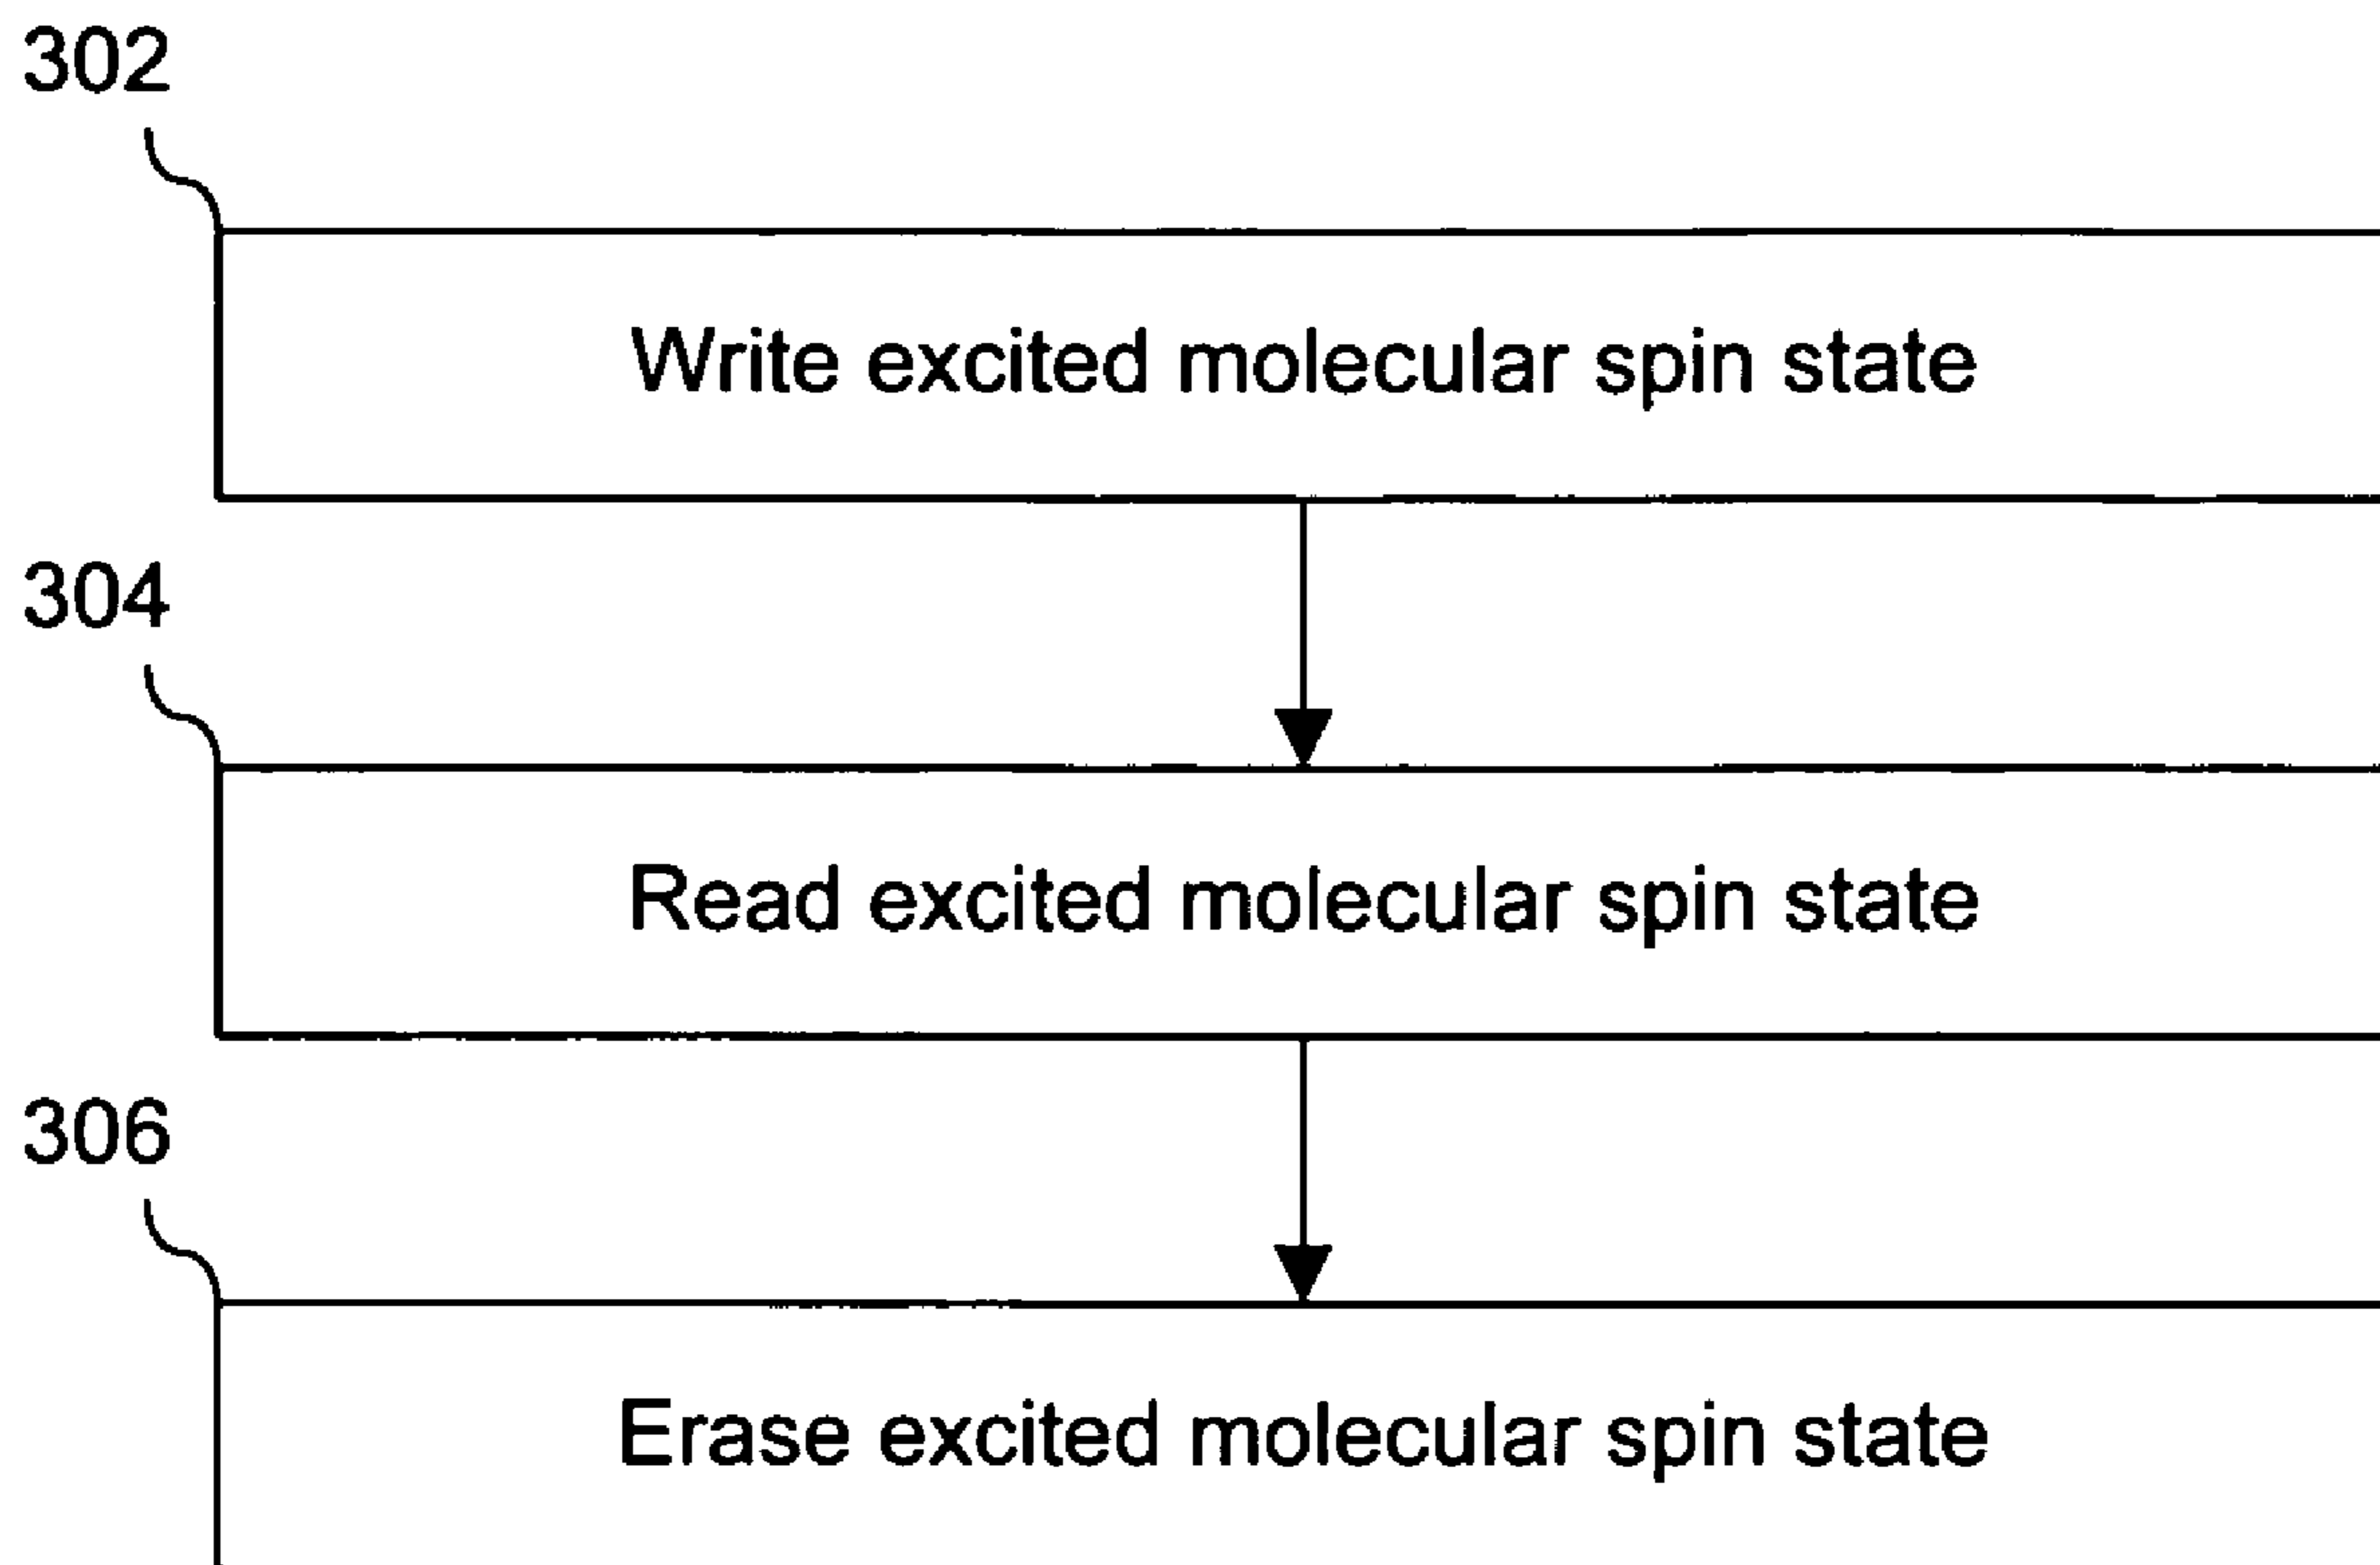 302
Write excited molecular spin state
304
Read excited molecular spin state
306
Erase excited molecular spin state